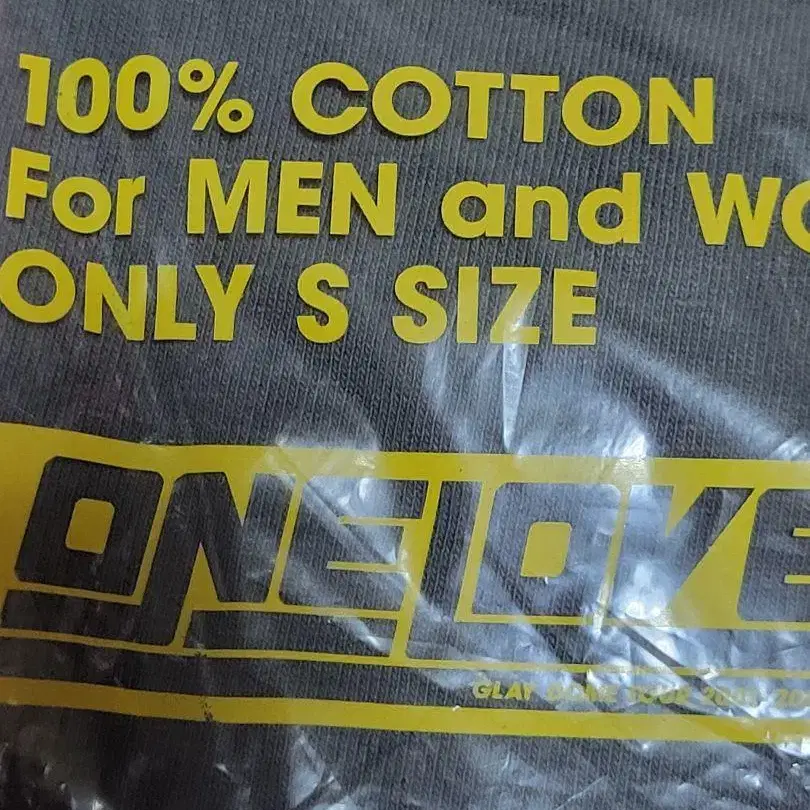 100% COTTON
For MEN and WO
ONLY S SIZE
ONE LOVE
GLAY DOME TOUR